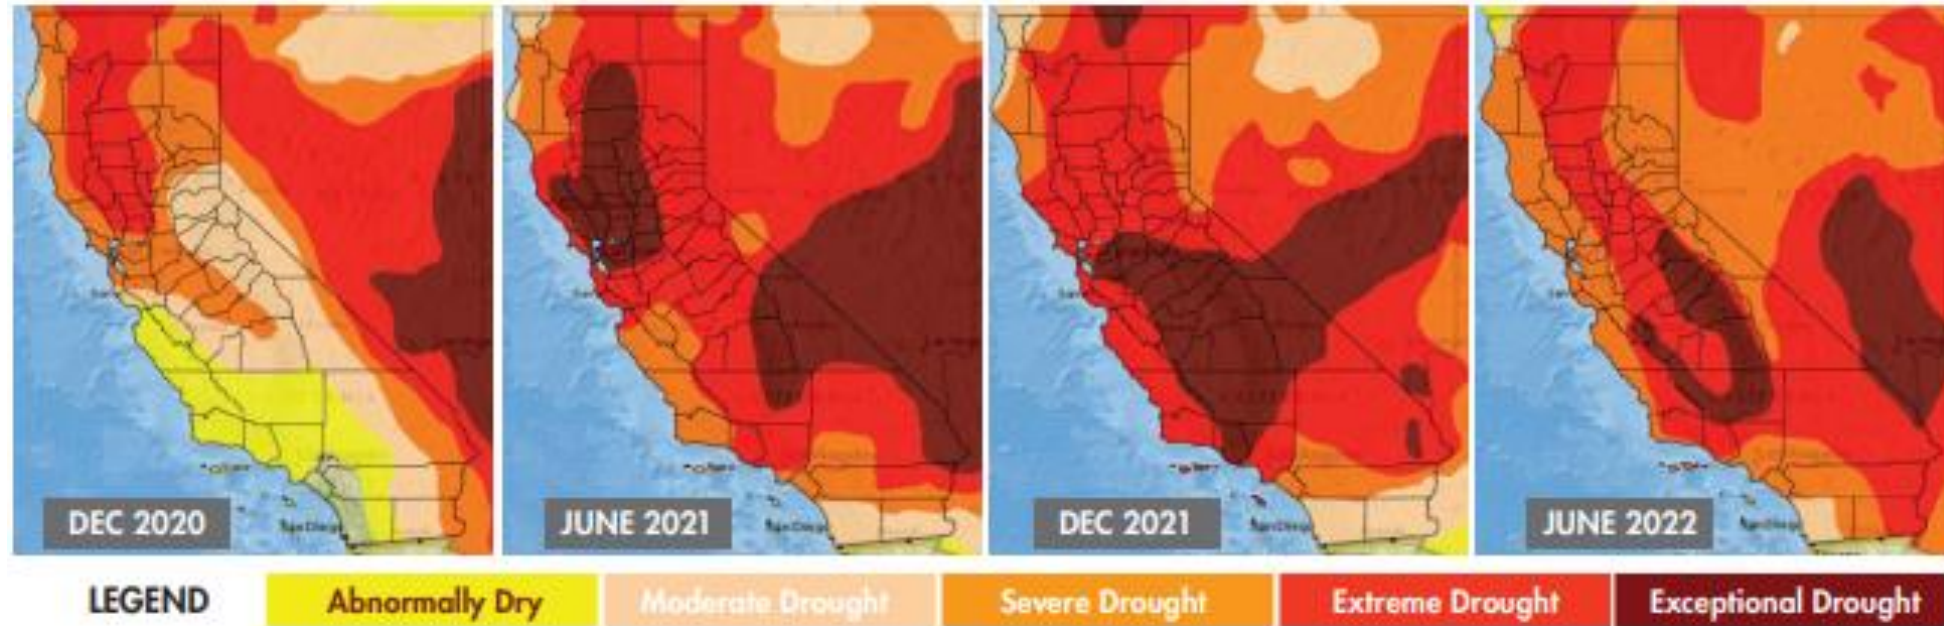 DEC 2020
JUNE 2021
DEC 2021
JUNE 2022
LEGEND
Abnormally Dry
Moderate Drought
Severe Drought
Extreme Drought
Exceptional Drought